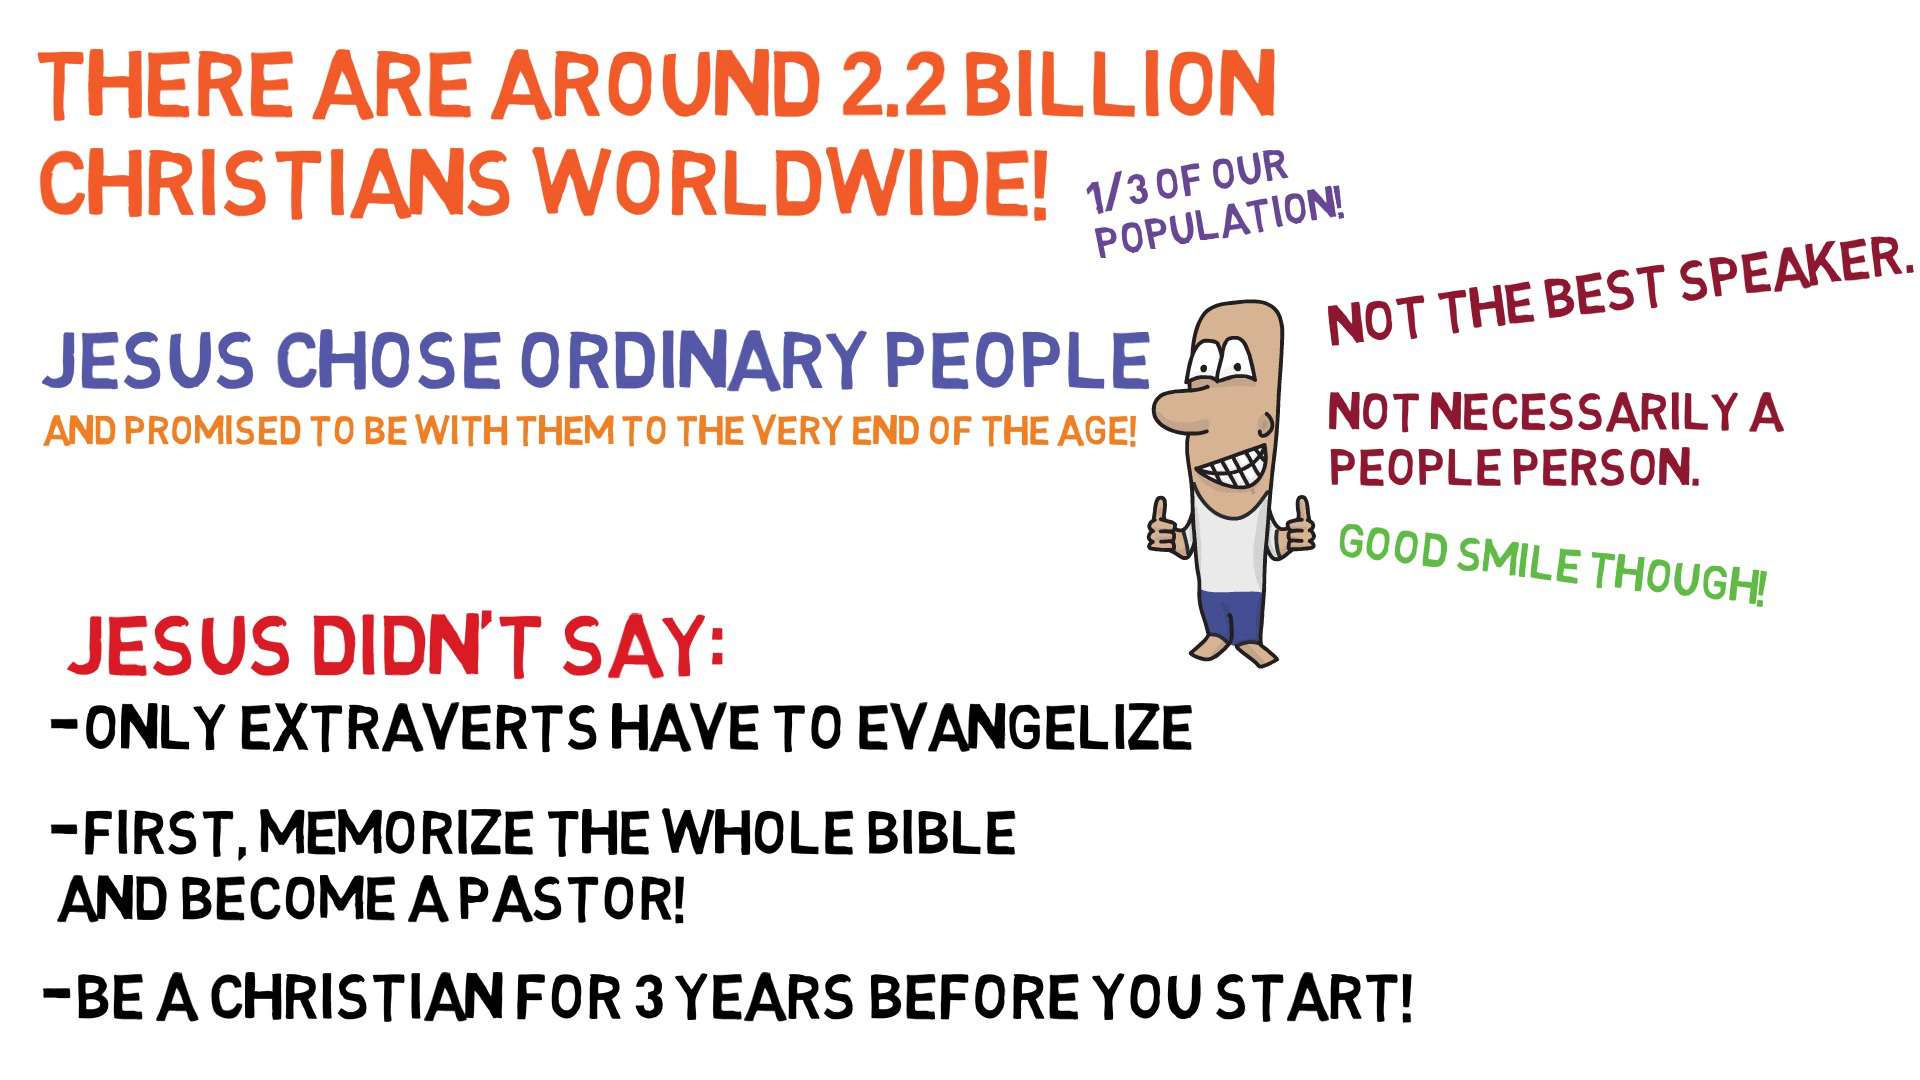 THERE ARE AROUND 2.2 BILLION
CHRISTIANS WORLDWIDE!
1/3 OF OUR
POPULATION!
JESUS CHOSE ORDINARY PEOPLE
AND PROMISED TO BE WITH THEM TO THE VERY END OF THE AGE!
NOT THE BEST SPEAKER.
NOT NECESSARILY A
PEOPLE PERSON.
GOOD SMILE THOUGH!
JESUS DIDN'T SAY:
-ONLY EXTRAVERTS HAVE TO EVANGELIZE
-FIRST, MEMORIZE THE WHOLE BIBLE
AND BECOME A PASTOR!
-BE A CHRISTIAN FOR 3 YEARS BEFORE YOU START!